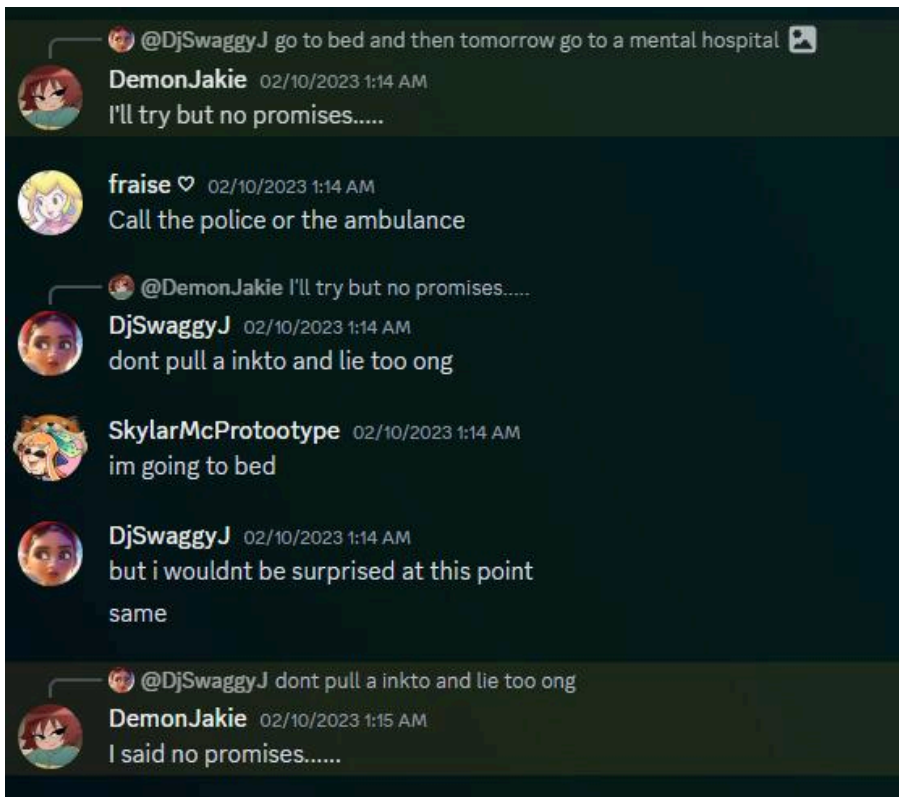 @DjSwaggyJ go to bed and then tomorrow go to a mental hospital
DemonJakie 02/10/2023 1:14 AM
I'll try but no promises.....
fraise ♡ 02/10/2023 1:14 AM
Call the police or the ambulance
@DemonJakie I'll try but no promises.....
DjSwaggyJ 02/10/2023 1:14 AM
dont pull a inkto and lie too ong
SkylarMcProtootype 02/10/2023 1:14 AM
im going to bed
DjSwaggyJ 02/10/2023 1:14 AM
but i wouldnt be surprised at this point
same
@DjSwaggyJ dont pull a inkto and lie too ong
DemonJakie 02/10/2023 1:15 AM
I said no promises......